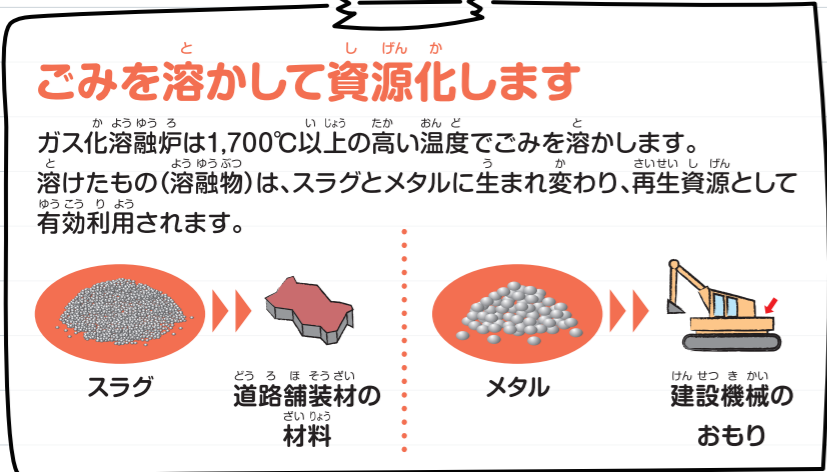 ごみを溶かして資源化します
ガス化溶融炉は1,700℃以上の高い温度でごみを溶かします。
溶けたもの(溶融物)は、スラグとメタルに生まれ変わり、再生資源として
有効利用されます。
スラグ
道路舗装材の
材料
メタル
建設機械の
おもり